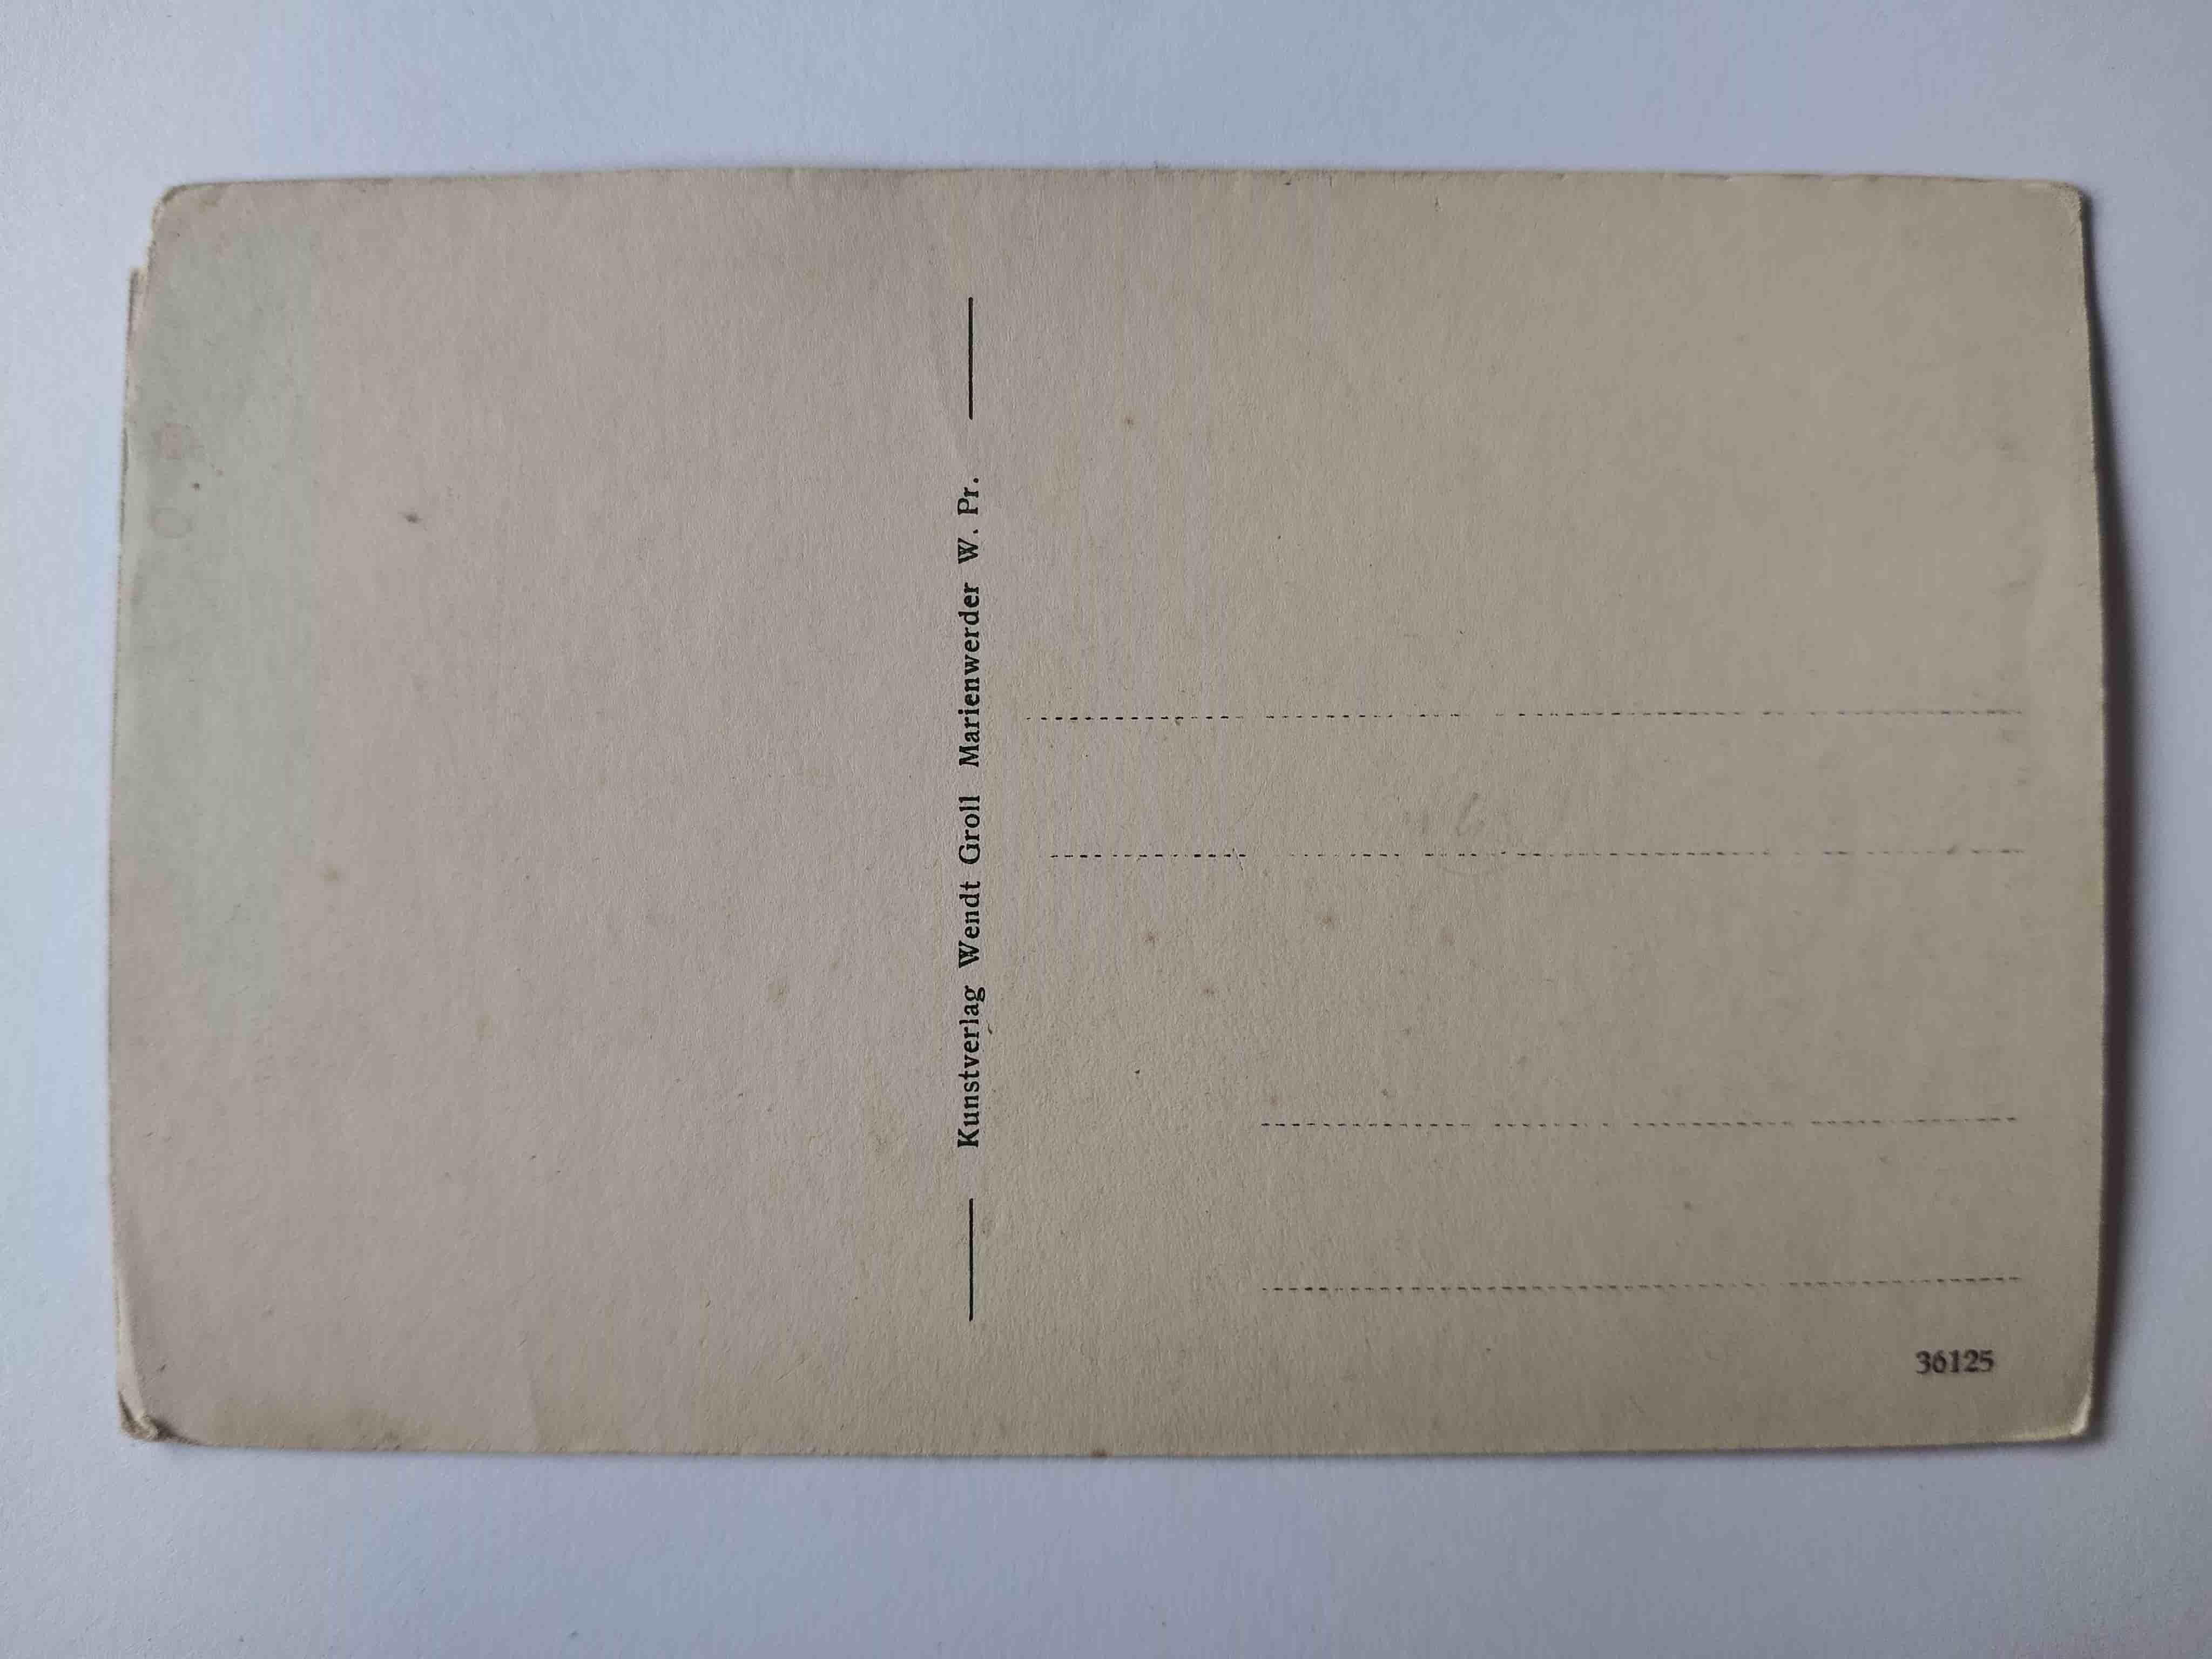 Kunstverlag Wendt Groll Marienwerder W. Pr.
36125